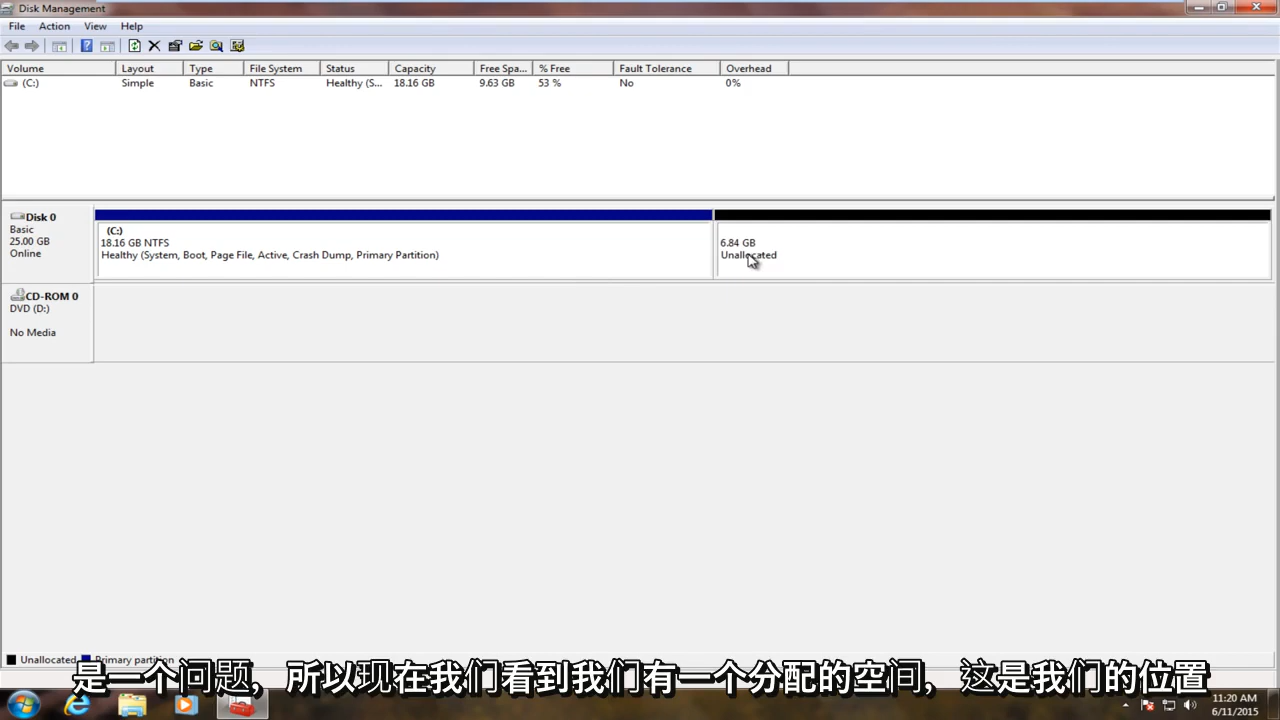 Disk Management
File Action View Help
Volume Layout Type File System Status Capacity Free Spa... % Free Fault Tolerance Overhead
(C:) Simple Basic NTFS Healthy (S... 18.16 GB 9.63 GB 53 % No 0%
Disk 0
Basic
25.00 GB
Online
(C:)
18.16 GB NTFS
Healthy (System, Boot, Page File, Active, Crash Dump, Primary Partition)
6.84 GB
Unallocated
CD-ROM 0
DVD (D:)
No Media
Unallocated Primary partition
是一个问题，所以现在我们看到我们有一个分配的空间，这是我们的位置
11:20 AM
6/11/2015